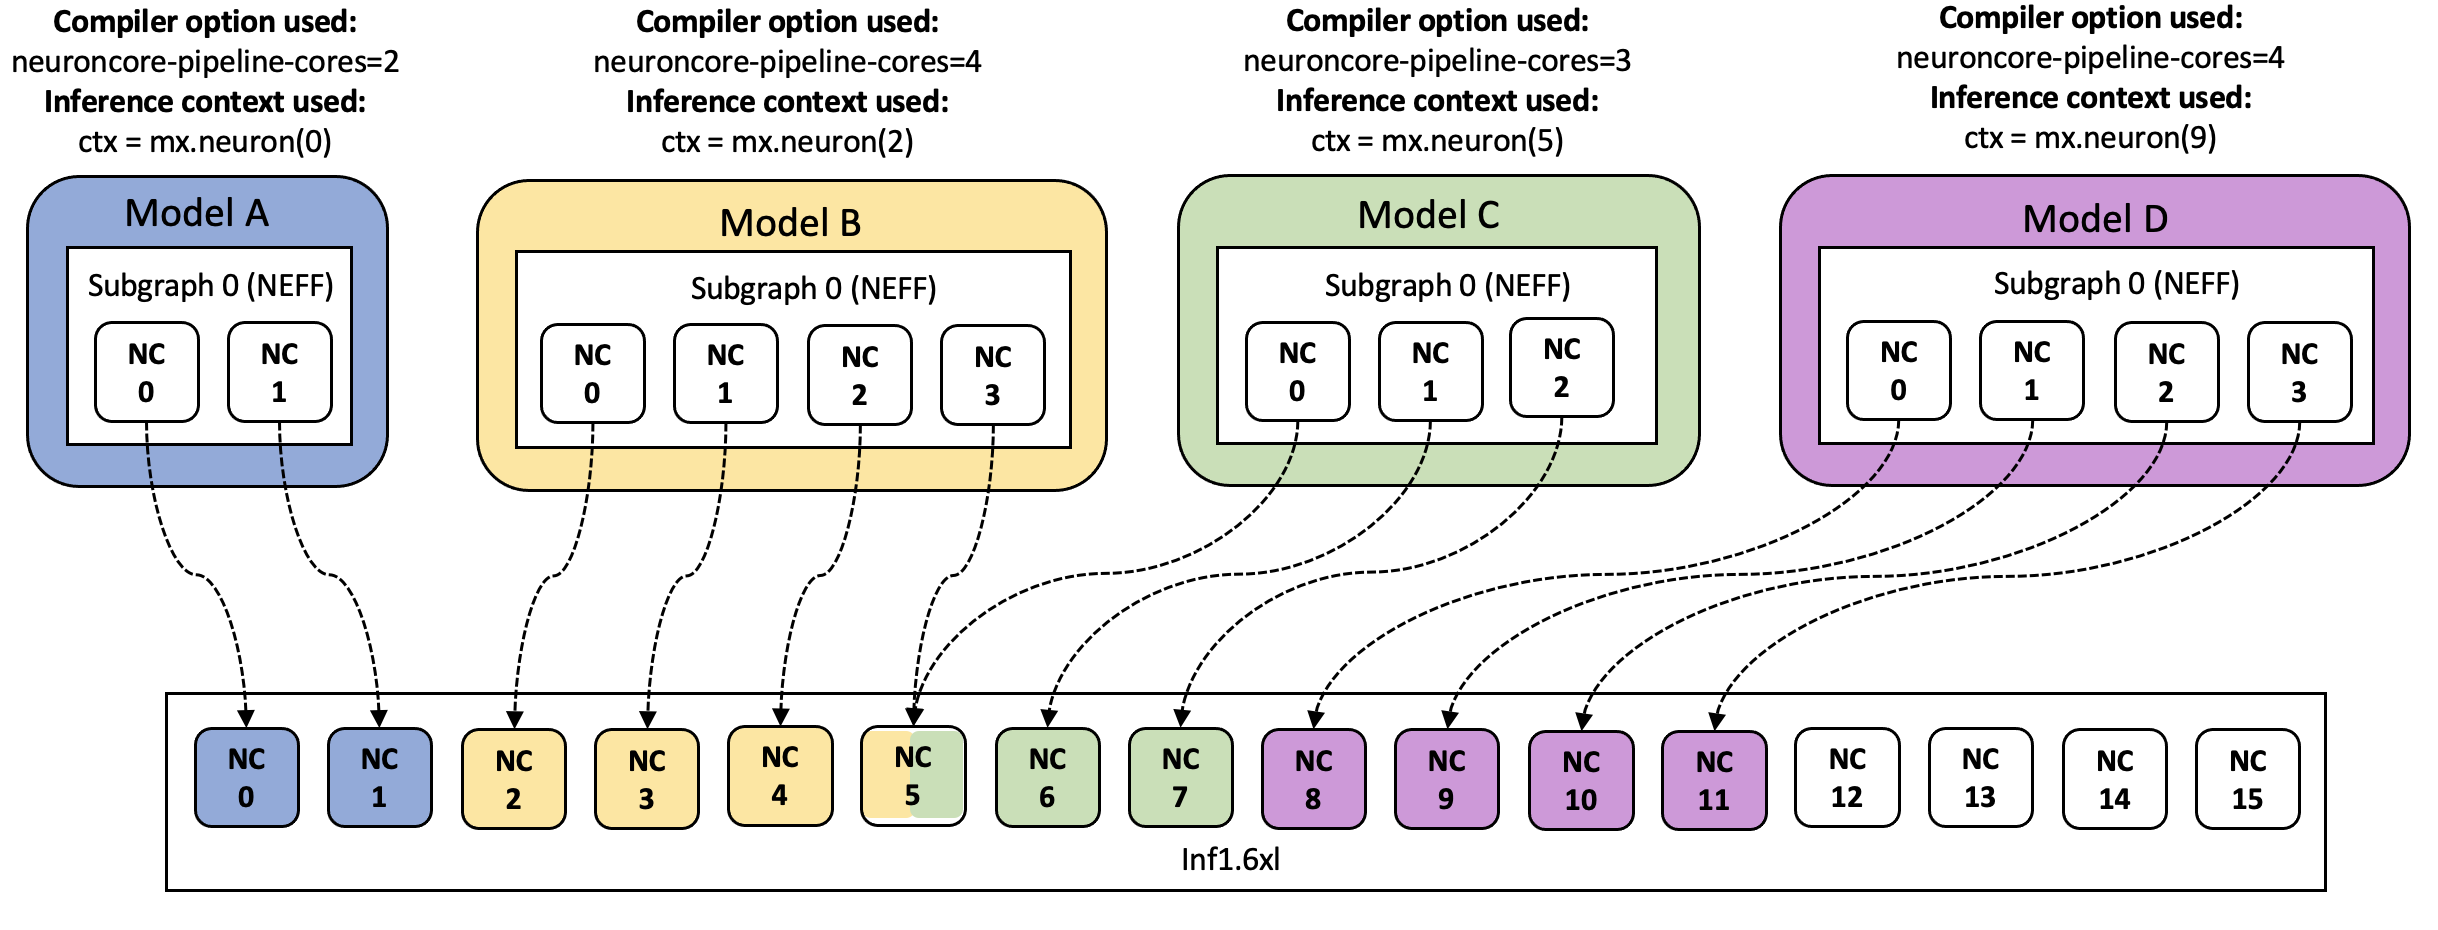 Compiler option used:
neuroncore-pipeline-cores=2
Inference context used:
ctx = mx.neuron(0)
Compiler option used:
neuroncore-pipeline-cores=4
Inference context used:
ctx = mx.neuron(2)
Compiler option used:
neuroncore-pipeline-cores=3
Inference context used:
ctx = mx.neuron(5)
Compiler option used:
neuroncore-pipeline-cores=4
Inference context used:
ctx = mx.neuron(9)
Model A
Subgraph 0 (NEFF)
NC
0
NC
1
Model B
Subgraph 0 (NEFF)
NC
0
NC
1
NC
2
NC
3
Model C
Subgraph 0 (NEFF)
NC
0
NC
1
NC
2
Model D
Subgraph 0 (NEFF)
NC
0
NC
1
NC
2
NC
3
NC
0
NC
1
NC
2
NC
3
NC
4
NC
5
NC
6
NC
7
NC
8
NC
9
NC
10
NC
11
NC
12
NC
13
NC
14
NC
15
Inf1.6xl